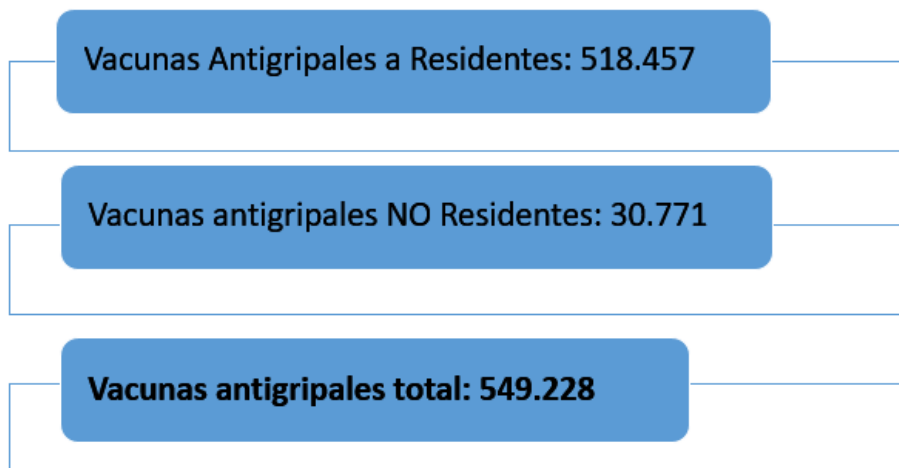 Vacunas Antigripales a Residentes: 518.457
Vacunas antigripales NO Residentes: 30.771
Vacunas antigripales total: 549.228